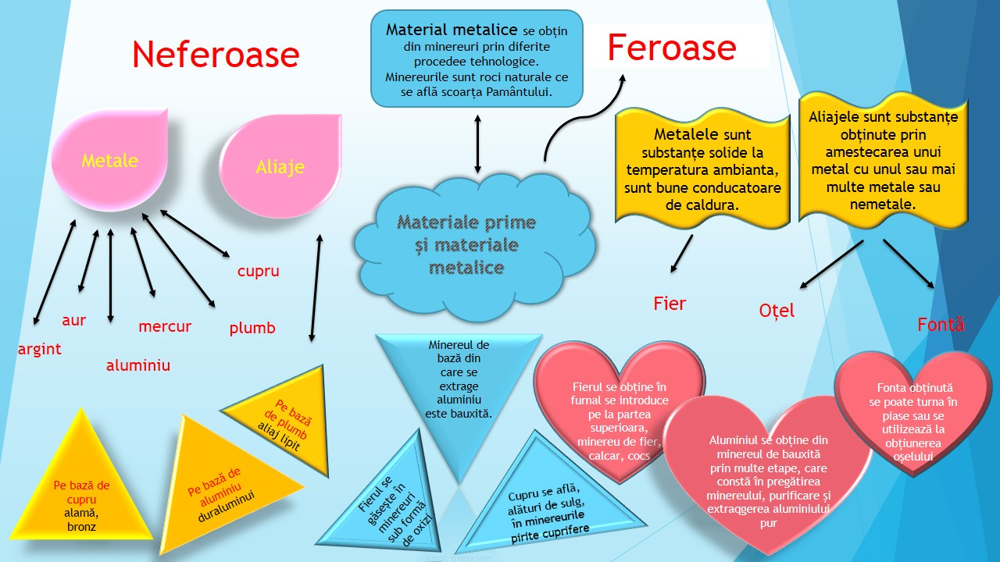 Neferoase
Material metalice se obțin
din minereuri prin diferite
procedee tehnologice.
Minereurile sunt roci naturale ce
se află scoarța Pamântului.
Feroase
Metale
Aliaje
Materiale prime
și materiale
metalice
Metalele sunt
substanțe solide la
temperatura ambianta,
sunt bune conducatoare
de caldura.
Aliajele sunt substanțe
obținute prin
amestecarea unui
metal cu unul sau mai
multe metale sau
nemetale.
cupru
aur
mercur
plumb
argint
aluminiu
Fier
Oțel
Fontă
Pe bază de
cupru
alamă,
bronz
Pe bază de
aluminiu
duraluminui
Pe bază
de plumb
aliaj lipit
Minereul de
bază din
care se
extrage
aluminiu
este bauxită.
Fierul se
găsește în
minereuri
sub formă
de oxizi
Cupru se află,
alături de sulg,
în minereurile
pirite cuprifere
Fierul se obține în
furnal se introduce
pe la partea
superioara,
minereu de fier,
calcar, cocs
Aluminiul se obține din
minereul de bauxită
prin multe etape, care
constă în pregătirea
minereului, purificare și
extraqgerea aluminiului
pur
Fonta obținută
se poate turna în
piase sau se
utilizează la
obțiunerea
oșelului